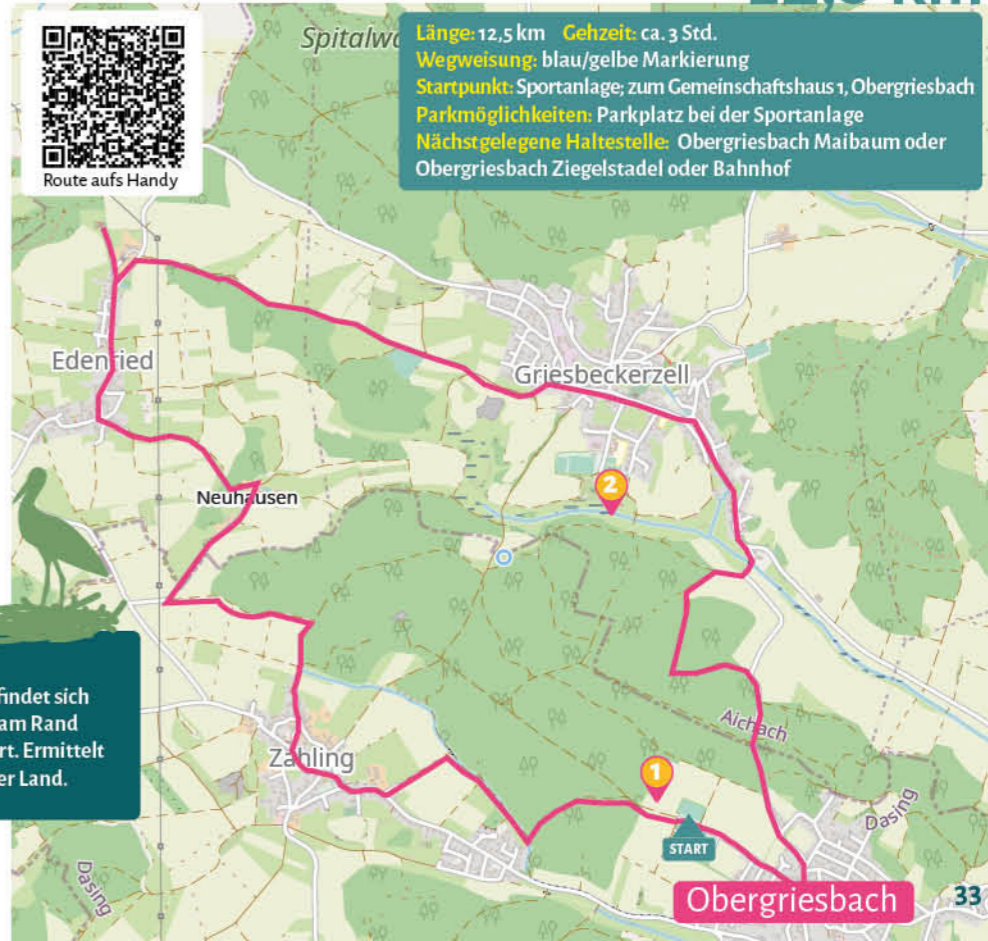 Route aufs Handy
Länge: 12,5 km Gehzeit: ca. 3 Std.
Wegweisung: blau/gelbe Markierung
Startpunkt: Sportanlage; zum Gemeinschaftshaus 1, Obergriesbach
Parkmöglichkeiten: Parkplatz bei der Sportanlage
Nächstgelegene Haltestelle: Obergriesbach Maibaum oder
Obergriesbach Ziegelstadel oder Bahnhof
Edenried
Griesbeckerzell
2
Neuhausen
findet sich
am Rand
Ermittelt
Land.
Aichach
Zahling
1
START
Dasing
Dasing
Obergriesbach
33